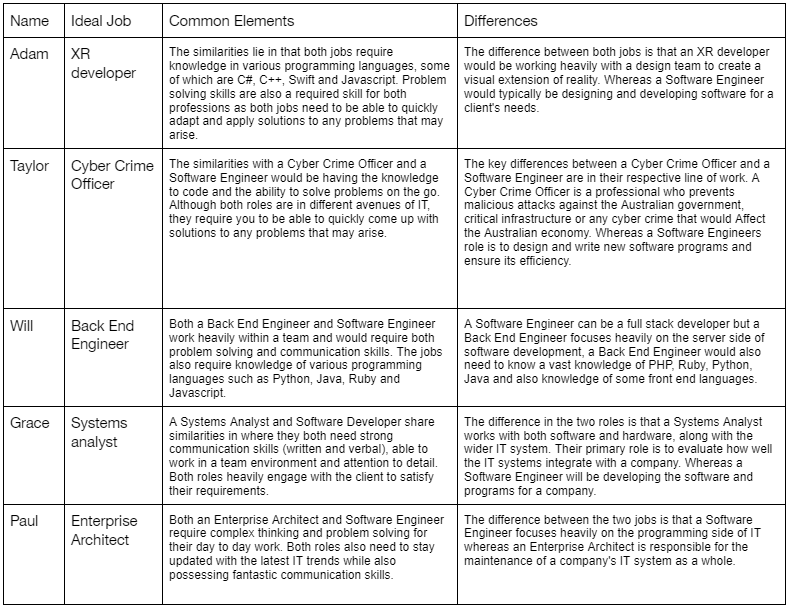 Name Ideal Job Common Elements Differences
Adam
XR
developer
The similarities lie in that both jobs require
knowledge in various programming languages, some
of which are C#, C++, Swift and Javascript. Problem
solving skills are also a required skill for both
professions as both jobs need to be able to quickly
adapt and apply solutions to any problems that may
arise.
The difference between both jobs is that an XR developer
would be working heavily with a design team to create a
visual extension of reality. Whereas a Software Engineer
would typically be designing and developing software for a
client's needs.
Taylor
Cyber Crime
Officer
The similarities with a Cyber Crime Officer and a
Software Engineer would be having the knowledge
to code and the ability to solve problems on the go.
Although both roles are in different avenues of IT,
they require you to be able to quickly come up with
solutions to any problems that may arise.
The key differences between a Cyber Crime Officer and a
Software Engineer are in their respective line of work. A
Cyber Crime Officer is a professional who prevents
malicious attacks against the Australian government,
critical infrastructure or any cyber crime that would Affect
the Australian economy. Whereas a Software Engineers
role is to design and write new software programs and
ensure its efficiency.
Will
Back End
Engineer
Both a Back End Engineer and Software Engineer
work heavily within a team and would require both
problem solving and communication skills. The jobs
also require knowledge of various programming
languages such as Python, Java, Ruby and
Javascript.
A Software Engineer can be a full stack developer but a
Back End Engineer focuses heavily on the server side of
software development, a Back End Engineer would also
need to know a vast knowledge of PHP, Ruby, Python,
Java and also knowledge of some front end languages.
Grace
Systems
analyst
A Systems Analyst and Software Developer share
similarities in where they both need strong
communication skills (written and verbal), able to
work in a team environment and attention to detail.
Both roles heavily engage with the client to satisfy
their requirements.
The difference in the two roles is that a Systems Analyst
works with both software and hardware, along with the
wider IT system. Their primary role is to evaluate how well
the IT systems integrate with a company. Whereas a
Software Engineer will be developing the software and
programs for a company.
Paul
Enterprise
Architect
Both an Enterprise Architect and Software Engineer
require complex thinking and problem solving for
their day to day work. Both roles also need to stay
updated with the latest IT trends while also
possessing fantastic communication skills.
The difference between the two jobs is that a Software
Engineer focuses heavily on the programming side of IT
whereas an Enterprise Architect is responsible for the
maintenance of a company's IT system as a whole.